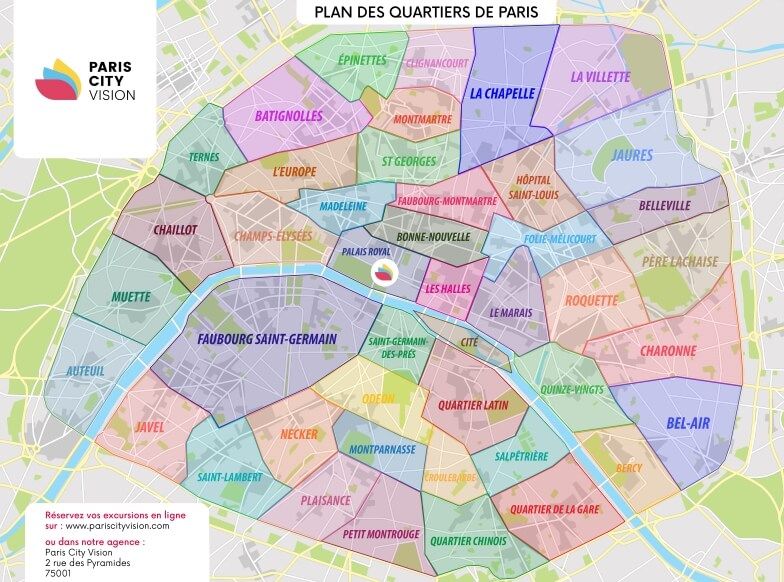 PLAN DES QUARTIERS DE PARIS
PARIS
CITY
VISION
ÉPINETTES
CLIGNANCOURT
LA CHAPELLE
LA VILLETTE
BATIGNOLLES
MONTMARTRE
TERNES
ST GEORGES
JAURES
L'EUROPE
HÔPITAL
SAINT-LOUIS
MADELEINE
FAUBOURG-MONTMARTRE
BELLEVILLE
CHAILLOT
CHAMPS-ELYSÉES
BONNE-NOUVELLE
FOLIE-MÉLICOURT
PALAIS ROYAL
PÈRE LACHAISE
MUETTE
LES HALLES
ROQUETTE
LE MARAIS
FAUBOURG SAINT-GERMAIN
SAINT-GERMAIN-
DES-PRÉS
CITÉ
CHARONNE
AUTEUIL
ODEON
QUARTIER LATIN
QUINZE-VINGTS
BEL-AIR
JAVEL
NECKER
MONTPARNASSE
SALPÊTRIÈRE
BERCY
SAINT-LAMBERT
CROULEBARBE
PLAISANCE
QUARTIER DE LA GARE
PETIT MONTROUGE
QUARTIER CHINOIS
Réservez vos excursions en ligne
sur : www.pariscityvision.com
ou dans notre agence :
Paris City Vision
2 rue des Pyramides
75001